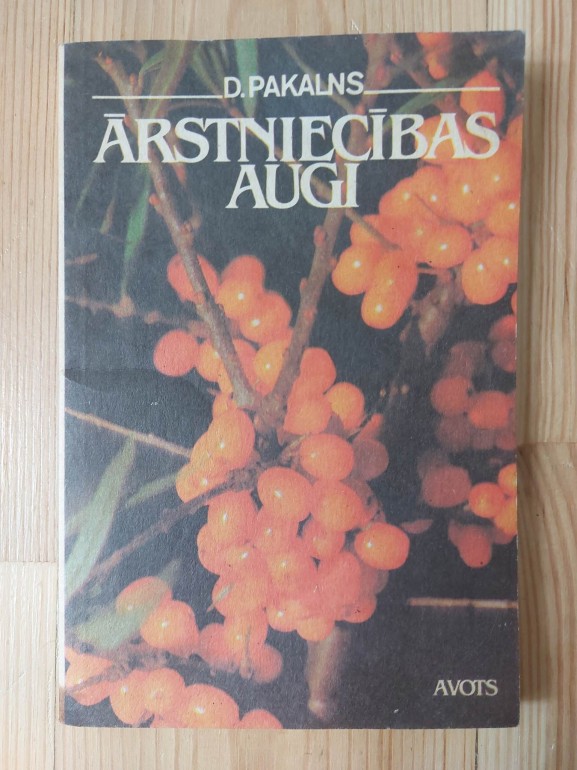 D. PAKALNS
ĀRSTNIECĪBAS
AUGI
AVOTS